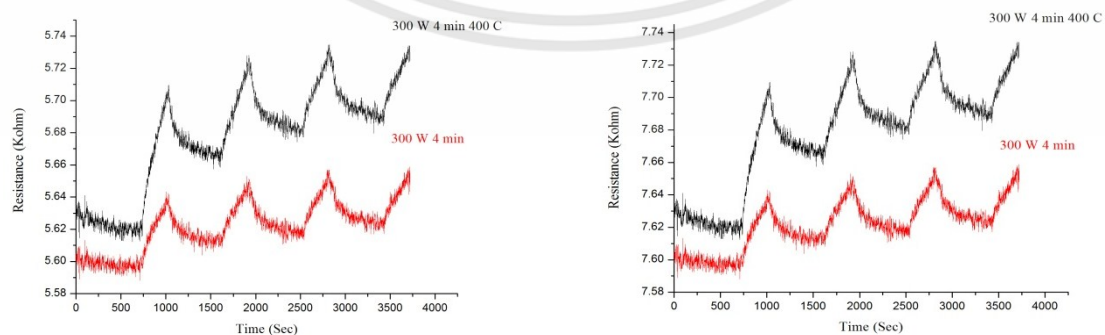 300 W 4 min 400 C
5.74
5.72
5.70
5.68
5.66
5.64
5.62
5.60
5.58
Resistance (Kohm)
300 W 4 min
0 500 1000 1500 2000 2500 3000 3500 4000
Time (Sec)
300 W 4 min 400 C
7.74
7.72
7.70
7.68
7.66
7.64
7.62
7.60
7.58
Resistance (Kohm)
300 W 4 min
0 500 1000 1500 2000 2500 3000 3500 4000
Time (Sec)